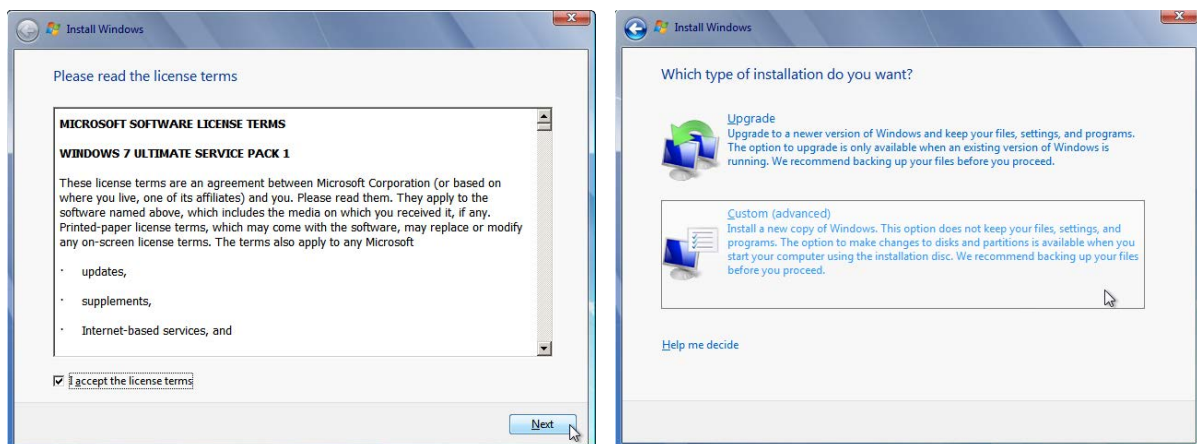 Install Windows
Please read the license terms
MICROSOFT SOFTWARE LICENSE TERMS
WINDOWS 7 ULTIMATE SERVICE PACK 1
These license terms are an agreement between Microsoft Corporation (or based on
where you live, one of its affiliates) and you. Please read them. They apply to the
software named above, which includes the media on which you received it, if any.
Printed-paper license terms, which may come with the software, may replace or modify
any on-screen license terms. The terms also apply to any Microsoft
· updates,
· supplements,
· Internet-based services, and
I accept the license terms
Next
Install Windows
Which type of installation do you want?
Upgrade
Upgrade to a newer version of Windows and keep your files, settings, and programs.
The option to upgrade is only available when an existing version of Windows is
running. We recommend backing up your files before you proceed.
Custom (advanced)
Install a new copy of Windows. This option does not keep your files, settings, and
programs. The option to make changes to disks and partitions is available when you
start your computer using the installation disc. We recommend backing up your files
before you proceed.
Help me decide